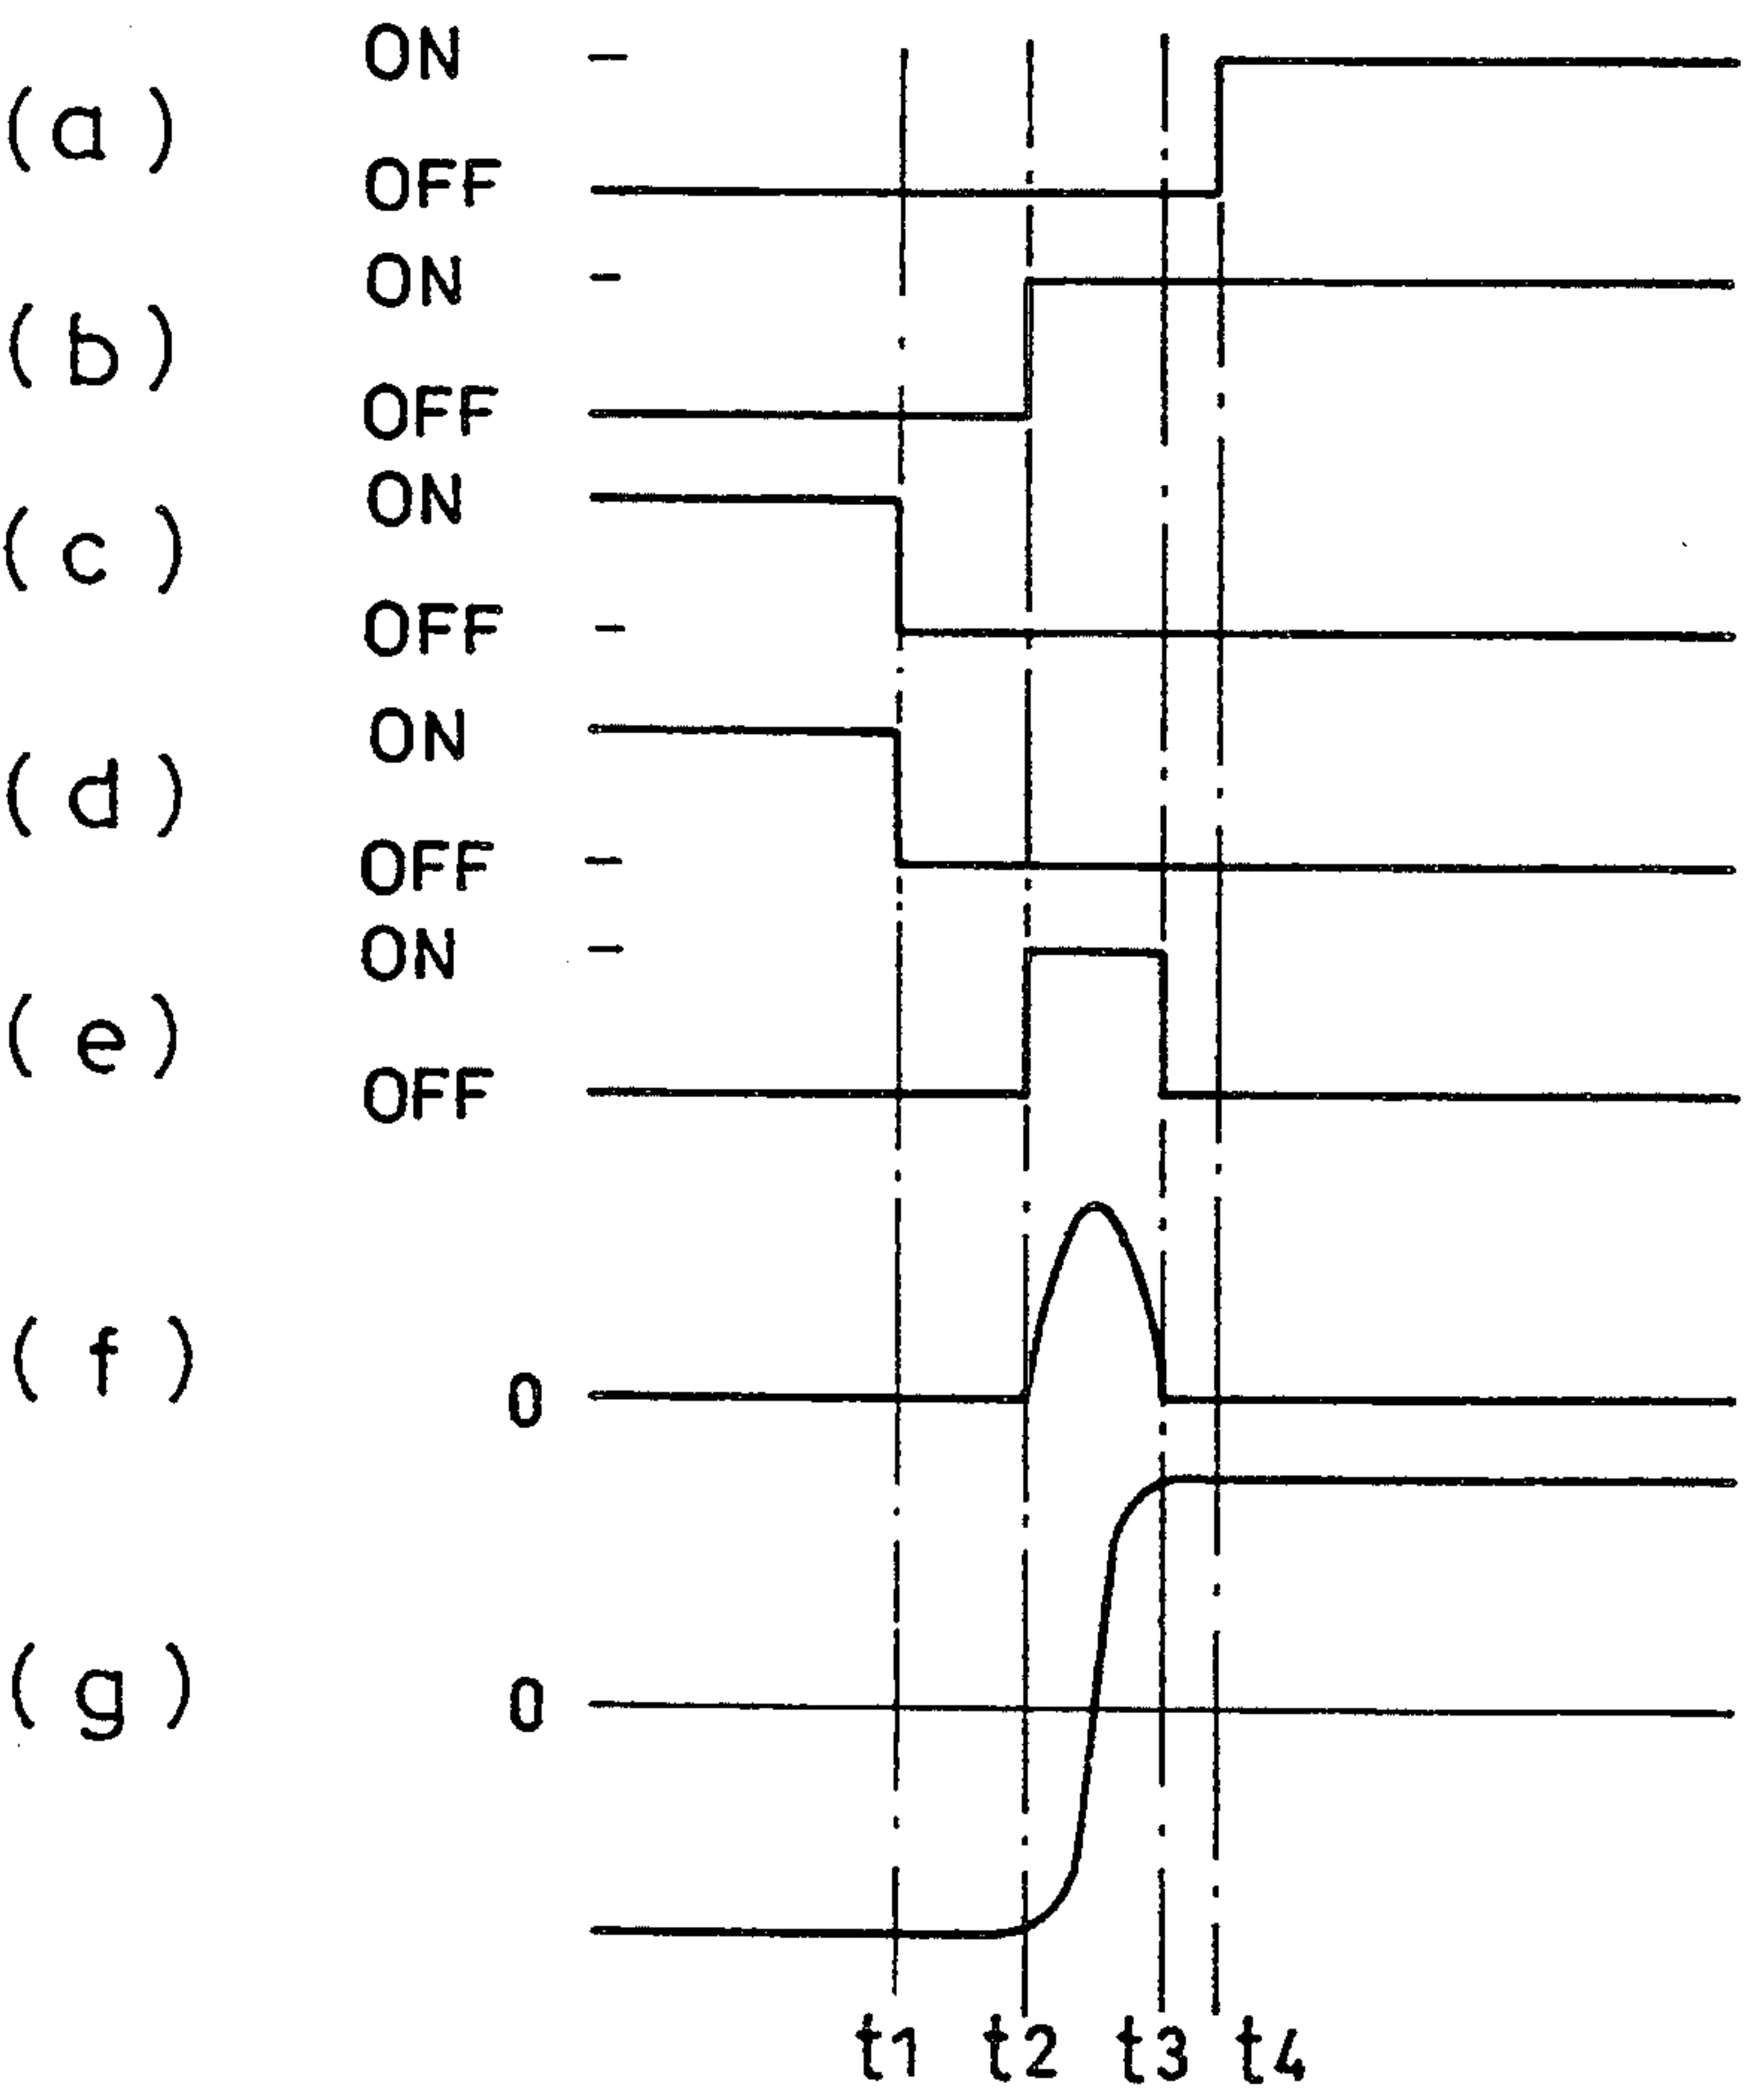 ON
(a)
OFF
ON
(b)
OFF
ON
(c)
OFF
ON
(d)
OFF
ON
(e)
OFF
(f)
0
(g)
0
t1 t2 t3 t4